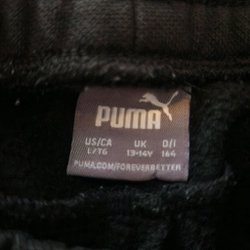 PUMA
US/CA UK D/I
L/TG 13-14Y 164
PUMA.COM/FOREVERBETTER